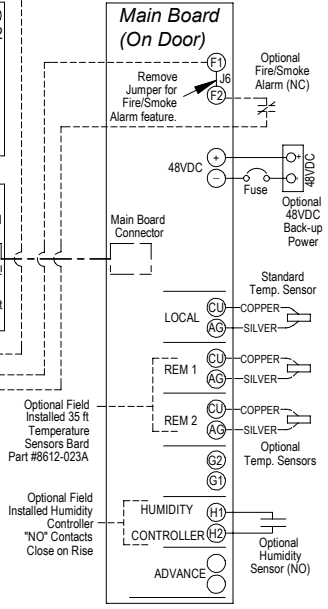 Main Board
(On Door)
F1
J6
F2
Remove
Jumper for
Fire/Smoke
Alarm feature.
Optional
Fire/Smoke
Alarm (NC)
48VDC
+
−
Fuse
+
-
48VDC
Optional
48VDC
Back-up
Power
Main Board
Connector
Standard
Temp. Sensor
LOCAL
CU
COPPER
AG
SILVER
REM 1
CU
COPPER
AG
SILVER
REM 2
CU
COPPER
AG
SILVER
Optional Field
Installed 35 ft
Temperature
Sensors Bard
Part #8612-023A
Optional
Temp. Sensors
G2
G1
Optional Field
Installed Humidity
Controller
"NO" Contacts
Close on Rise
HUMIDITY
CONTROLLER
H1
H2
Optional
Humidity
Sensor (NO)
ADVANCE